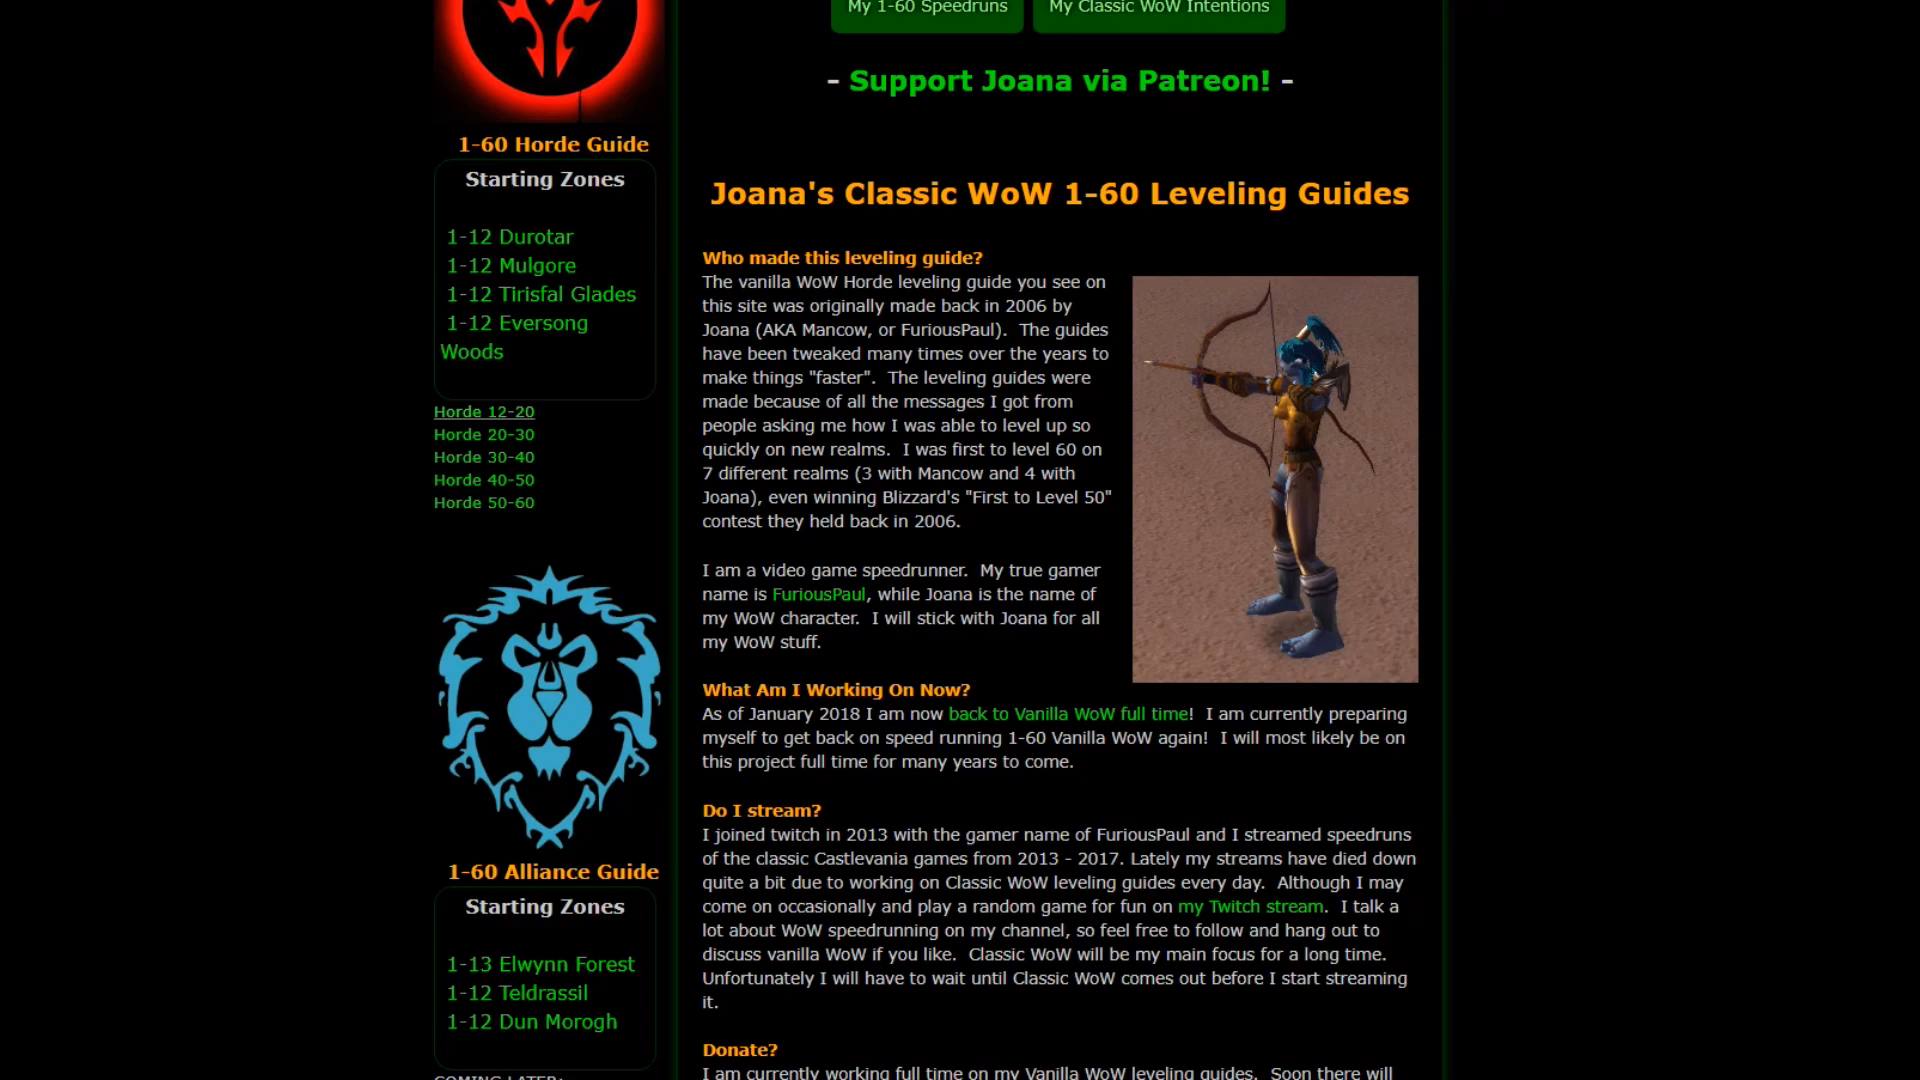 My 1-60 Speedruns
My Classic WoW Intentions
- Support Joana via Patreon! -
1-60 Horde Guide
Starting Zones
1-12 Durotar
1-12 Mulgore
1-12 Tirisfal Glades
1-12 Eversong
Woods
Horde 12-20
Horde 20-30
Horde 30-40
Horde 40-50
Horde 50-60
1-60 Alliance Guide
Starting Zones
1-13 Elwynn Forest
1-12 Teldrassil
1-12 Dun Morogh
COMING LATER:
Joana's Classic WoW 1-60 Leveling Guides
Who made this leveling guide?
The vanilla WoW Horde leveling guide you see on
this site was originally made back in 2006 by
Joana (AKA Mancow, or FuriousPaul).  The guides
have been tweaked many times over the years to
make things "faster".  The leveling guides were
made because of all the messages I got from
people asking me how I was able to level up so
quickly on new realms.  I was first to level 60 on
7 different realms (3 with Mancow and 4 with
Joana), even winning Blizzard's "First to Level 50"
contest they held back in 2006.
I am a video game speedrunner.  My true gamer
name is FuriousPaul, while Joana is the name of
my WoW character.  I will stick with Joana for all
my WoW stuff.
What Am I Working On Now?
As of January 2018 I am now back to Vanilla WoW full time!  I am currently preparing
myself to get back on speed running 1-60 Vanilla WoW again!  I will most likely be on
this project full time for many years to come.
Do I stream?
I joined twitch in 2013 with the gamer name of FuriousPaul and I streamed speedruns
of the classic Castlevania games from 2013 - 2017. Lately my streams have died down
quite a bit due to working on Classic WoW leveling guides every day.  Although I may
come on occasionally and play a random game for fun on my Twitch stream.  I talk a
lot about WoW speedrunning on my channel, so feel free to follow and hang out to
discuss vanilla WoW if you like.  Classic WoW will be my main focus for a long time.
Unfortunately I will have to wait until Classic WoW comes out before I start streaming
it.
Donate?
I am currently working full time on my Vanilla WoW leveling guides.  Soon there will